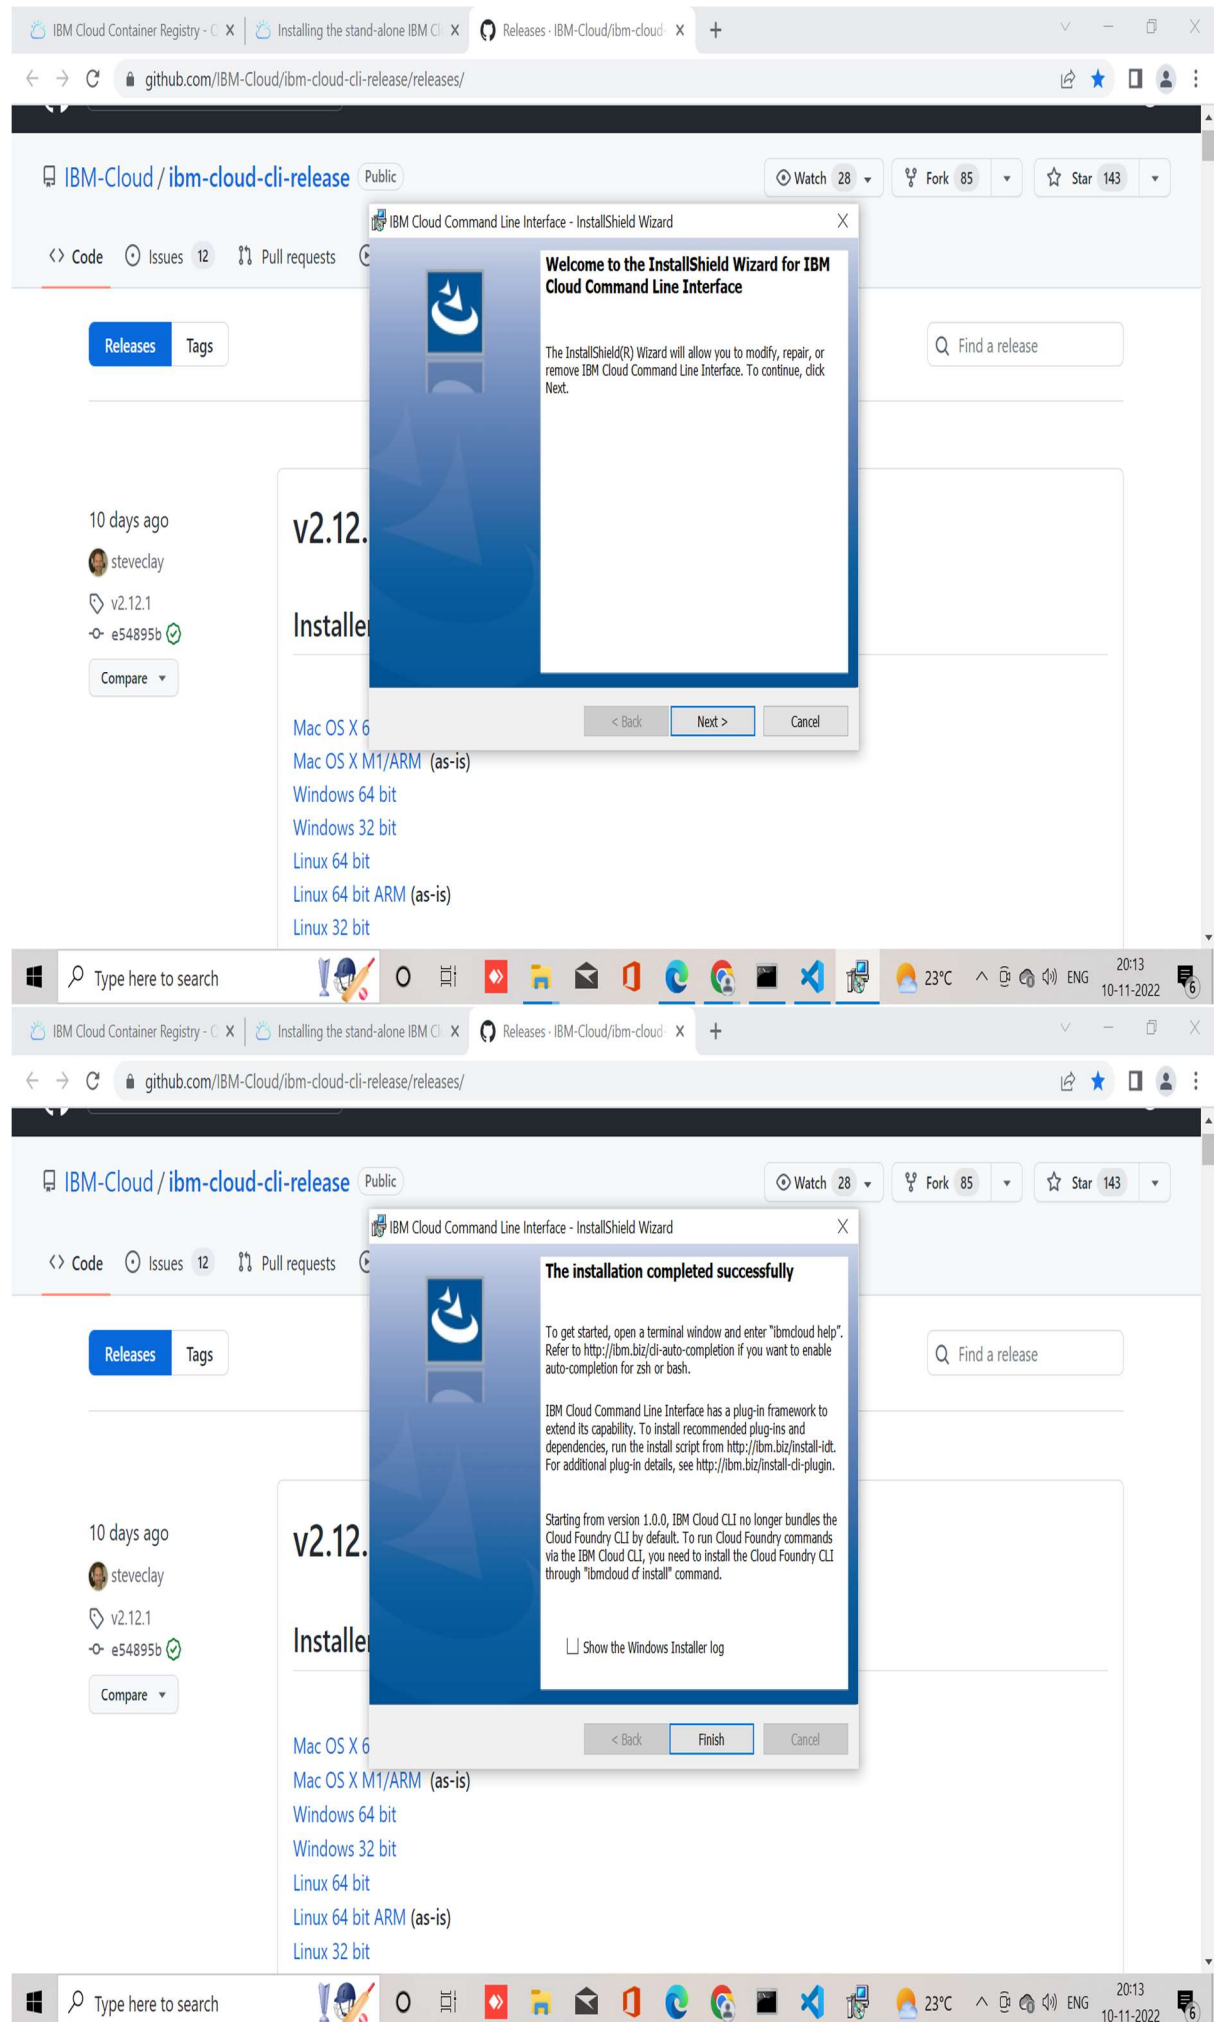 IBM Cloud Container Registry - C
Installing the stand-alone IBM Cl
Releases · IBM-Cloud/ibm-cloud-
github.com/IBM-Cloud/ibm-cloud-cli-release/releases/
IBM-Cloud / ibm-cloud-cli-release Public
Watch 28
Fork 85
Star 143
IBM Cloud Command Line Interface - InstallShield Wizard
Code
Issues 12
Pull requests
Welcome to the InstallShield Wizard for IBM
Cloud Command Line Interface
The InstallShield(R) Wizard will allow you to modify, repair, or
remove IBM Cloud Command Line Interface. To continue, click
Next.
Releases
Tags
Find a release
10 days ago
steveclay
v2.12.1
e54895b
Compare
v2.12.
Installer
< Back
Next >
Cancel
Mac OS X 6
Mac OS X M1/ARM (as-is)
Windows 64 bit
Windows 32 bit
Linux 64 bit
Linux 64 bit ARM (as-is)
Linux 32 bit
Type here to search
23°C
ENG
20:13
10-11-2022
6
IBM Cloud Container Registry - C
Installing the stand-alone IBM Cl
Releases · IBM-Cloud/ibm-cloud-
github.com/IBM-Cloud/ibm-cloud-cli-release/releases/
IBM-Cloud / ibm-cloud-cli-release Public
Watch 28
Fork 85
Star 143
IBM Cloud Command Line Interface - InstallShield Wizard
Code
Issues 12
Pull requests
The installation completed successfully
To get started, open a terminal window and enter "ibmcloud help".
Refer to http://ibm.biz/cli-auto-completion if you want to enable
auto-completion for zsh or bash.
IBM Cloud Command Line Interface has a plug-in framework to
extend its capability. To install recommended plug-ins and
dependencies, run the install script from http://ibm.biz/install-idt.
For additional plug-in details, see http://ibm.biz/install-cli-plugin.
Starting from version 1.0.0, IBM Cloud CLI no longer bundles the
Cloud Foundry CLI by default. To run Cloud Foundry commands
via the IBM Cloud CLI, you need to install the Cloud Foundry CLI
through "ibmcloud cf install" command.
Show the Windows Installer log
Releases
Tags
Find a release
10 days ago
steveclay
v2.12.1
e54895b
Compare
v2.12.
Installer
< Back
Finish
Cancel
Mac OS X 6
Mac OS X M1/ARM (as-is)
Windows 64 bit
Windows 32 bit
Linux 64 bit
Linux 64 bit ARM (as-is)
Linux 32 bit
Type here to search
23°C
ENG
20:13
10-11-2022
6